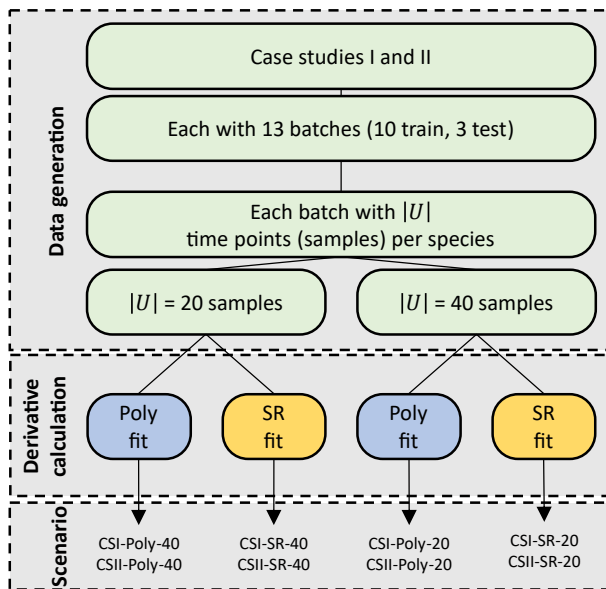 Data generation
Case studies I and II
Each with 13 batches (10 train, 3 test)
Each batch with |U|
time points (samples) per species
|U| = 20 samples
|U| = 40 samples
Derivative
calculation
Poly
fit
SR
fit
Poly
fit
SR
fit
Scenario
CSI-Poly-40
CSII-Poly-40
CSI-SR-40
CSII-SR-40
CSI-Poly-20
CSII-Poly-20
CSI-SR-20
CSII-SR-20